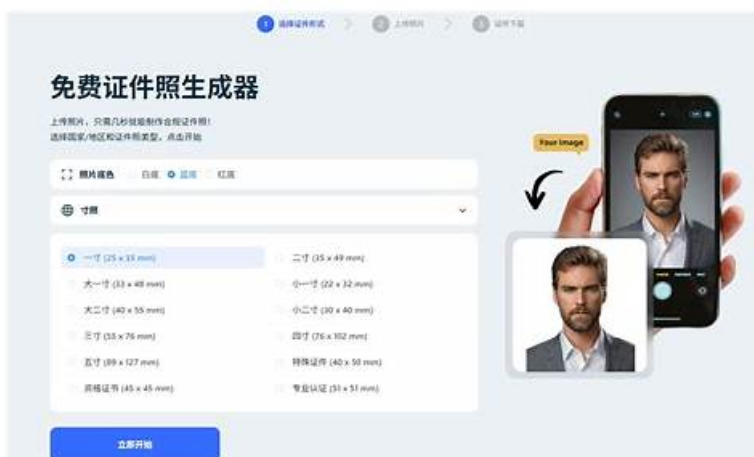 1 选择证件形式 2 上传照片 3 证件下载
免费证件照生成器
上传照片，只需几秒就能制作合规证件照！
选择国家/地区和证件照类型，点击开始
Your Image
照片底色 白底 蓝底 红底
寸照
一寸 (25 x 35 mm) 二寸 (35 x 49 mm)
大一寸 (33 x 48 mm) 小一寸 (22 x 32 mm)
大二寸 (40 x 55 mm) 小二寸 (30 x 40 mm)
三寸 (55 x 76 mm) 四寸 (76 x 102 mm)
五寸 (89 x 127 mm) 特殊证件 (40 x 50 mm)
资格证书 (45 x 45 mm) 专业认证 (51 x 51 mm)
立即开始